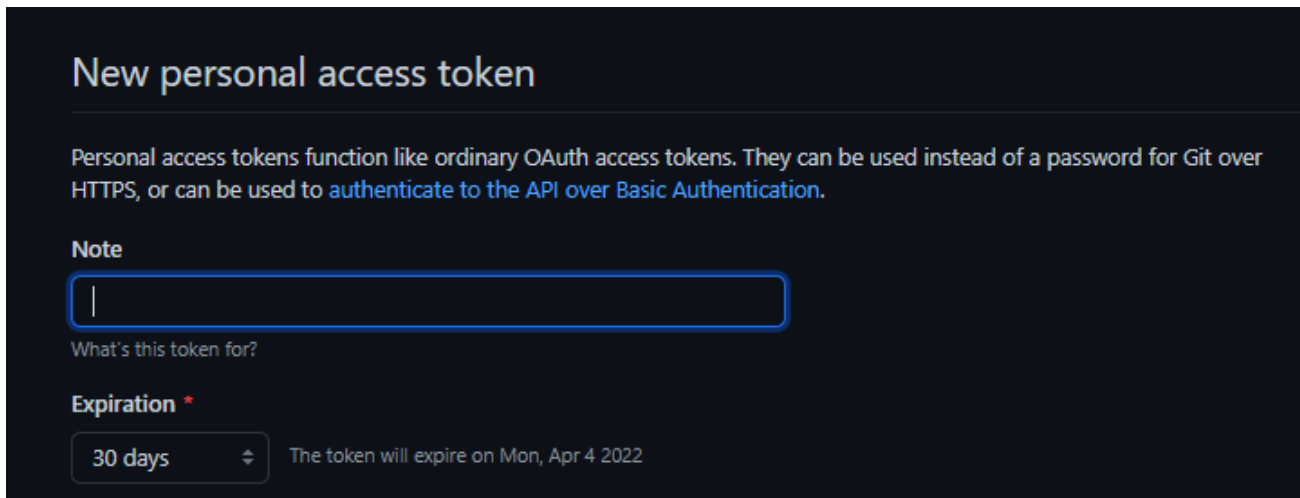 New personal access token
Personal access tokens function like ordinary OAuth access tokens. They can be used instead of a password for Git over
HTTPS, or can be used to authenticate to the API over Basic Authentication.
Note
What's this token for?
Expiration *
30 days The token will expire on Mon, Apr 4 2022